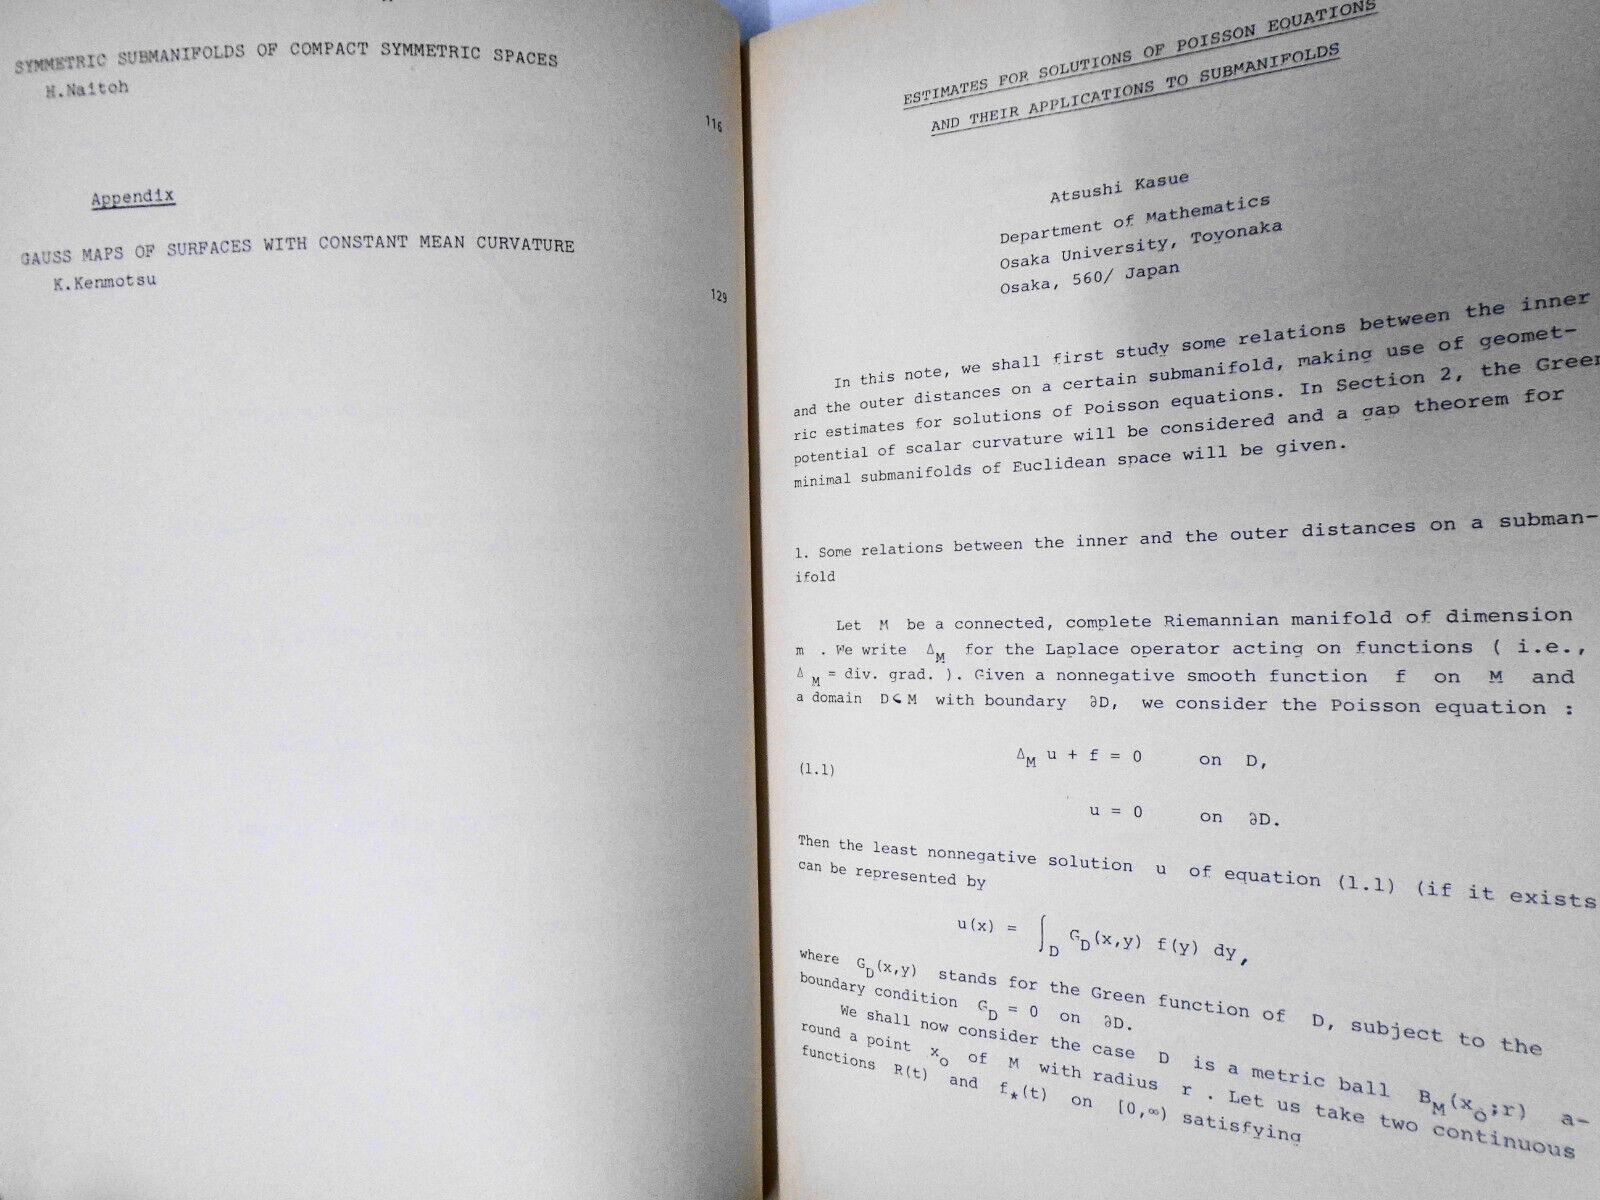 SYMMETRIC SUBMANIFOLDS OF COMPACT SYMMETRIC SPACES
H.Naitoh
116
Appendix
GAUSS MAPS OF SURFACES WITH CONSTANT MEAN CURVATURE
K.Kenmotsu
129
ESTIMATES FOR SOLUTIONS OF POISSON EQUATIONS
AND THEIR APPLICATIONS TO SUBMANIFOLDS
Atsushi Kasue
Department of Mathematics
Osaka University, Toyonaka
Osaka, 560/ Japan
In this note, we shall first study some relations between the inner
and the outer distances on a certain submanifold, making use of geomet-
ric estimates for solutions of Poisson equations. In Section 2, the Green
potential of scalar curvature will be considered and a gap theorem for
minimal submanifolds of Euclidean space will be given.
1. Some relations between the inner and the outer distances on a subman-
ifold
Let M be a connected, complete Riemannian manifold of dimension
m . We write Δ_M for the Laplace operator acting on functions ( i.e.,
Δ_M = div. grad. ). Given a nonnegative smooth function f on M and
a domain D⊂M with boundary ∂D, we consider the Poisson equation :
Δ_M u + f = 0 on D,
(1.1)
u = 0 on ∂D.
Then the least nonnegative solution u of equation (1.1) (if it exists
can be represented by
u(x) = ∫_D G_D(x,y) f(y) dy,
where G_D(x,y) stands for the Green function of D, subject to the
boundary condition G_D = 0 on ∂D.
We shall now consider the case D is a metric ball B_M(x_o;r) a-
round a point x_o of M with radius r . Let us take two continuous
functions R(t) and f_*(t) on [0,∞) satisfying